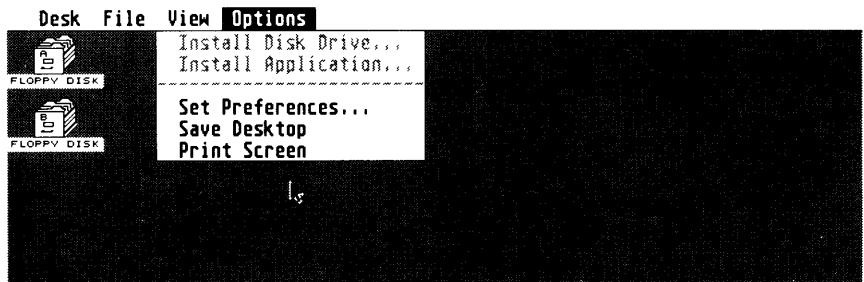 Desk File View Options
Install Disk Drive...
Install Application...
Set Preferences...
Save Desktop
Print Screen
A
FLOPPY DISK
B
FLOPPY DISK